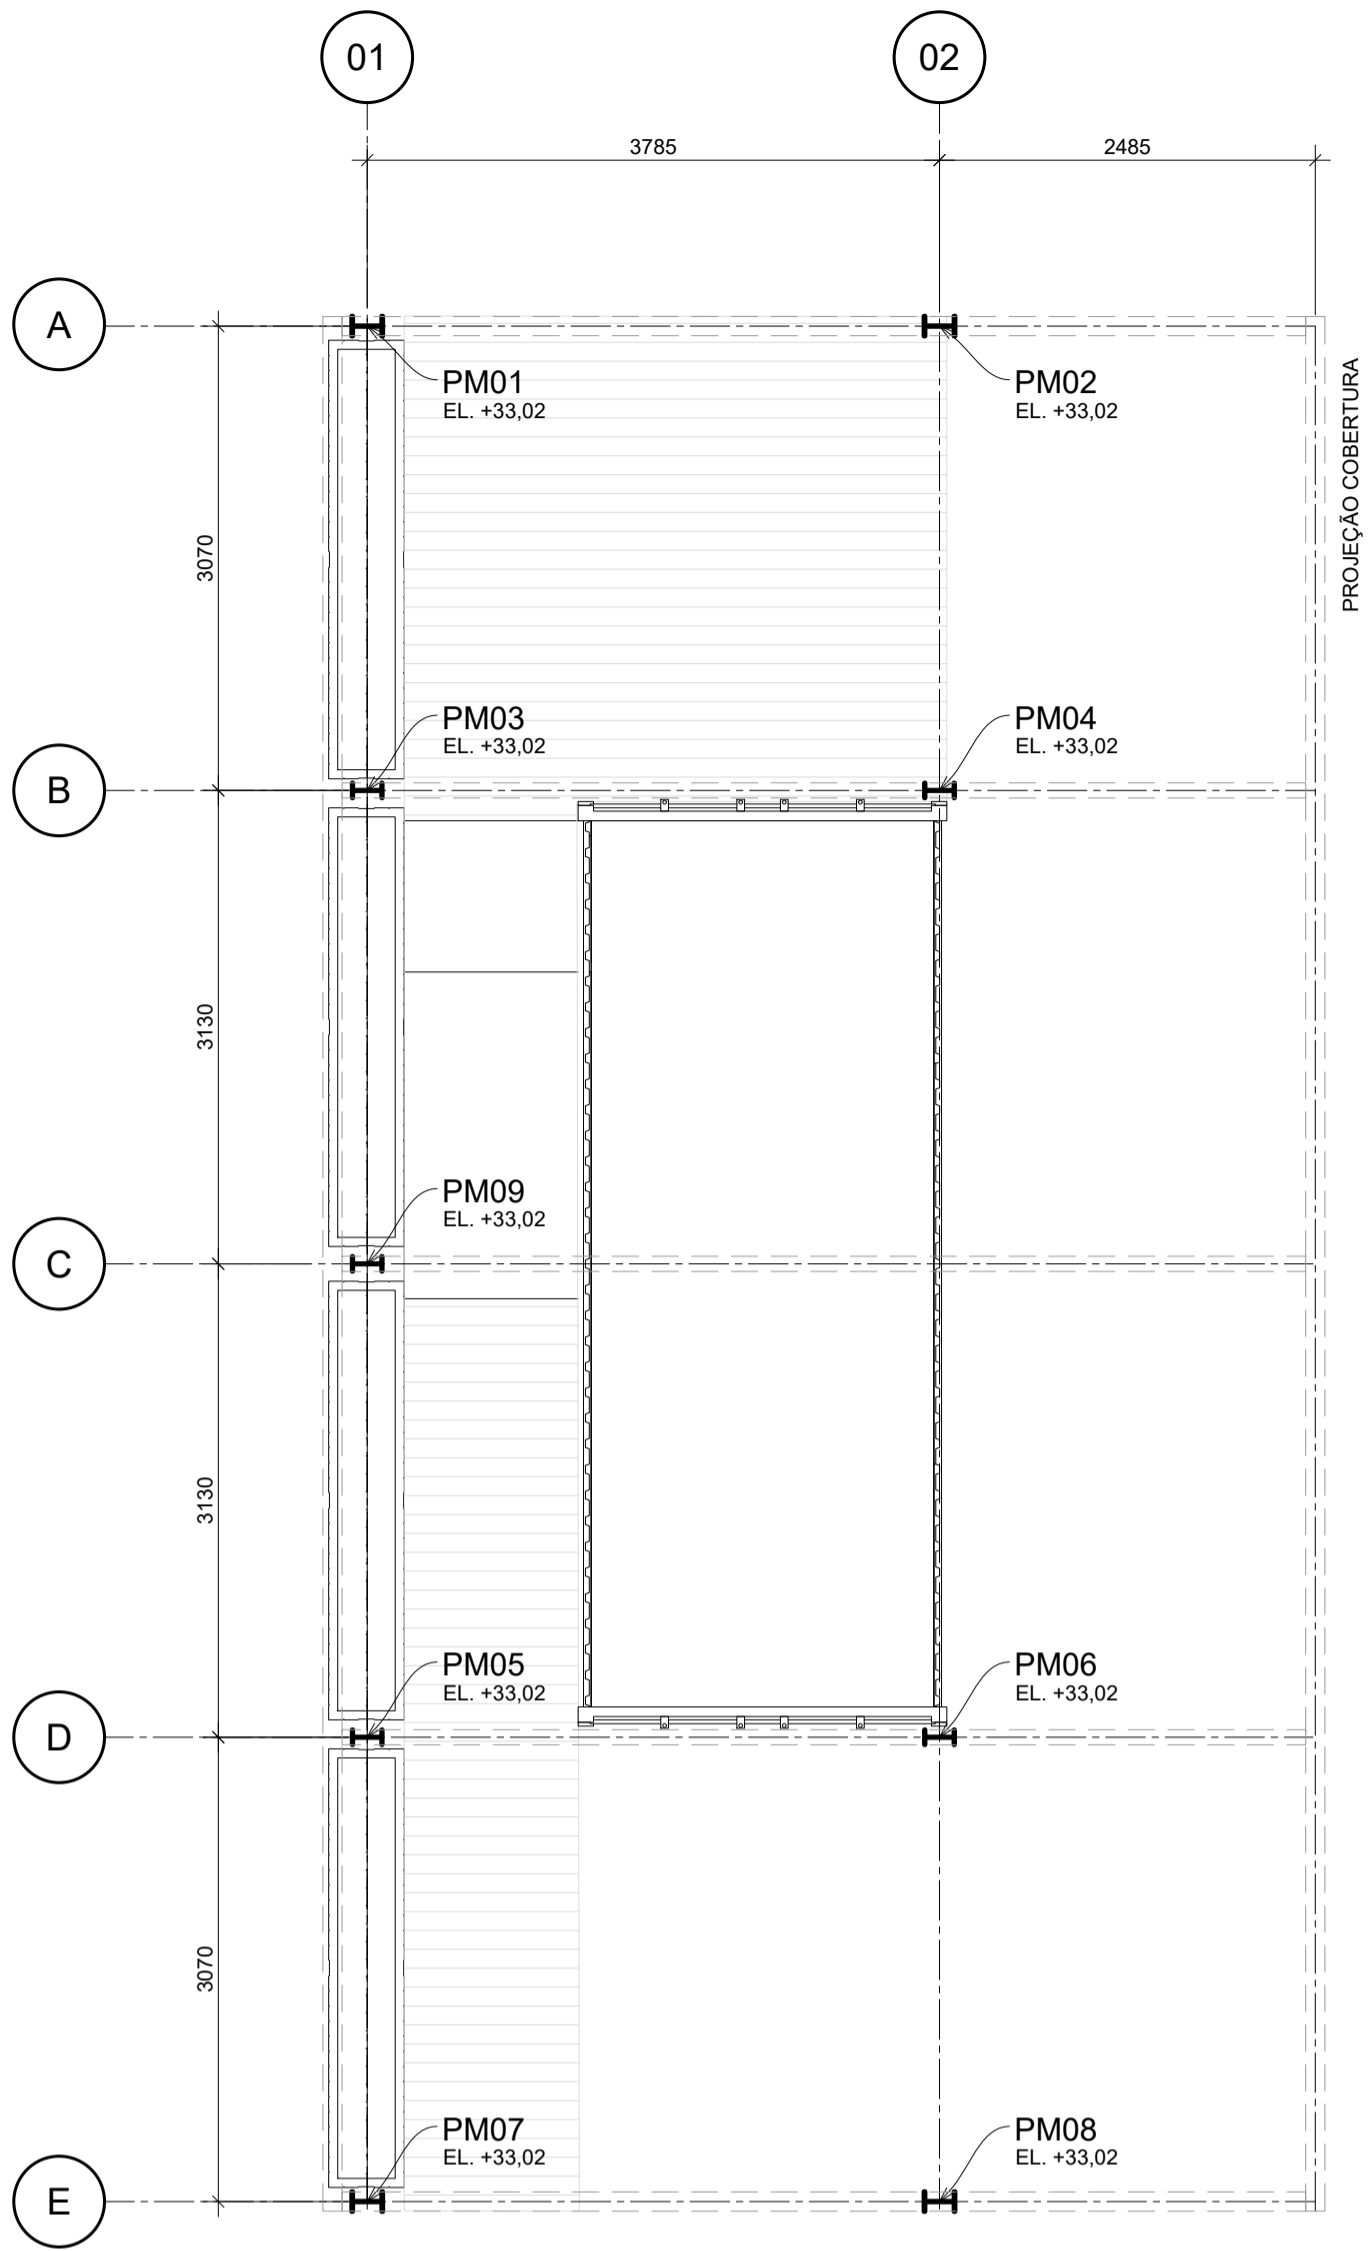 01
02
3785
2485
A
PM01
EL. +33,02
PM02
EL. +33,02
PROJEÇÃO COBERTURA
3070
PM03
EL. +33,02
PM04
EL. +33,02
B
3130
PM09
EL. +33,02
C
3130
PM05
EL. +33,02
PM06
EL. +33,02
D
3070
PM07
EL. +33,02
PM08
EL. +33,02
E